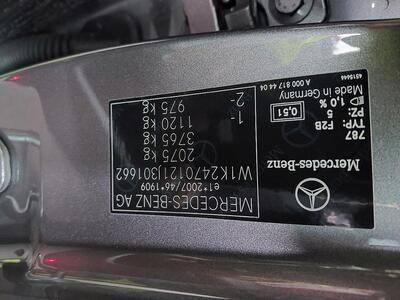 MERCEDES-BENZ AG
e1*2007/46*1909
W1K2470121J301662
2075 kg
3765 kg
1- 1120 kg
2- 975 kg
Mercedes-Benz
787
TYP: F2B
PZ: 5
1,0 %
0.51
Made in Germany
A 000 817 44 04